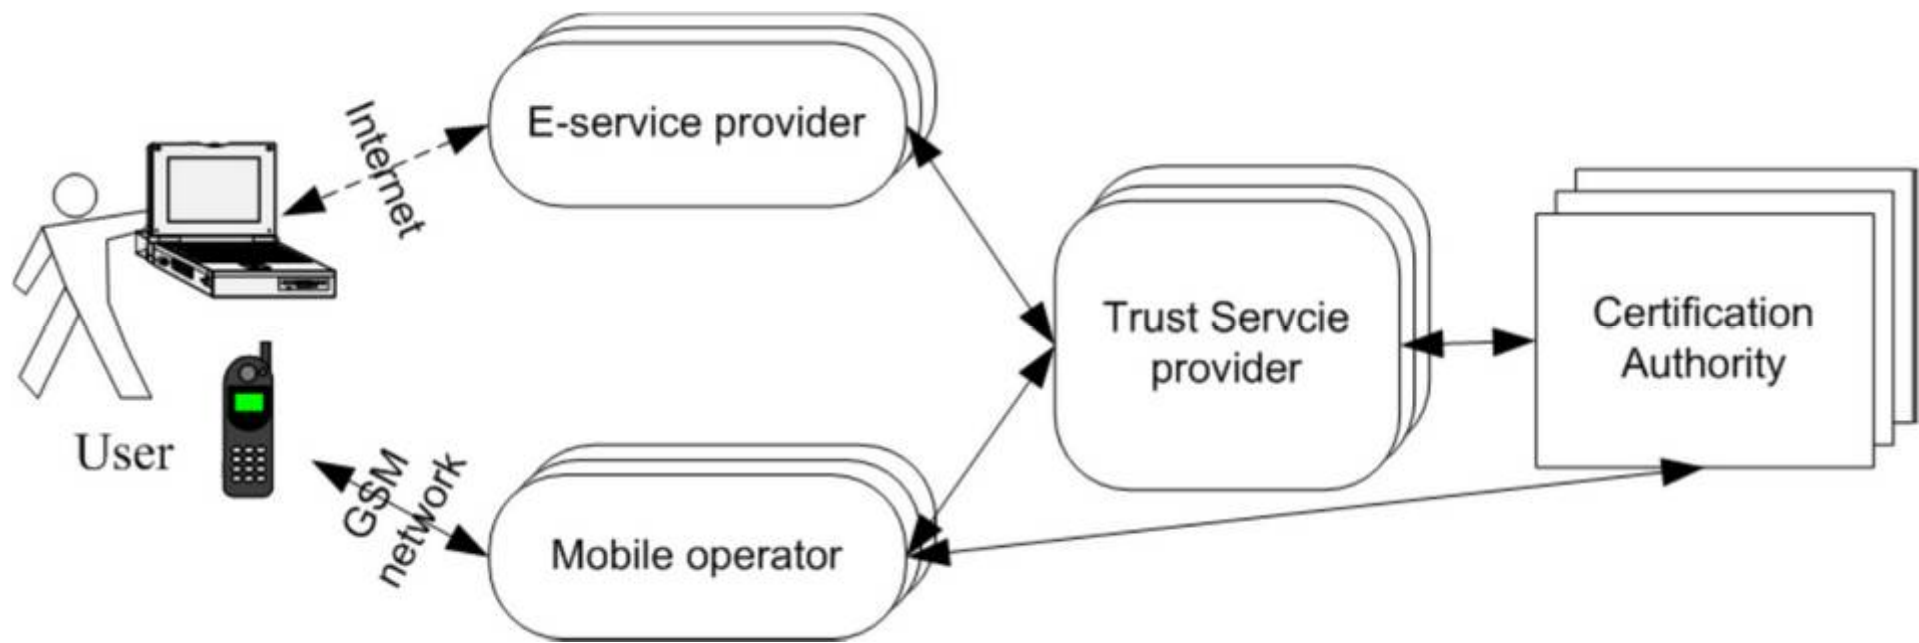 Internet
E-service provider
Trust Servcie
provider
Certification
Authority
User
GSM
network
Mobile operator